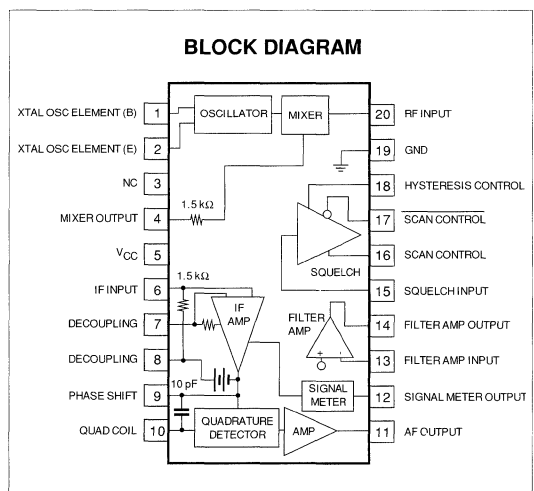 BLOCK DIAGRAM
XTAL OSC ELEMENT (B) 1
XTAL OSC ELEMENT (E) 2
NC 3
MIXER OUTPUT 4
VCC 5
IF INPUT 6
DECOUPLING 7
DECOUPLING 8
PHASE SHIFT 9
QUAD COIL 10
OSCILLATOR
MIXER
1.5 kΩ
SQUELCH
1.5 kΩ
IF AMP
FILTER AMP
+ -
10 pF
SIGNAL METER
QUADRATURE DETECTOR
AMP
20 RF INPUT
19 GND
18 HYSTERESIS CONTROL
17 SCAN CONTROL
16 SCAN CONTROL
15 SQUELCH INPUT
14 FILTER AMP OUTPUT
13 FILTER AMP INPUT
12 SIGNAL METER OUTPUT
11 AF OUTPUT